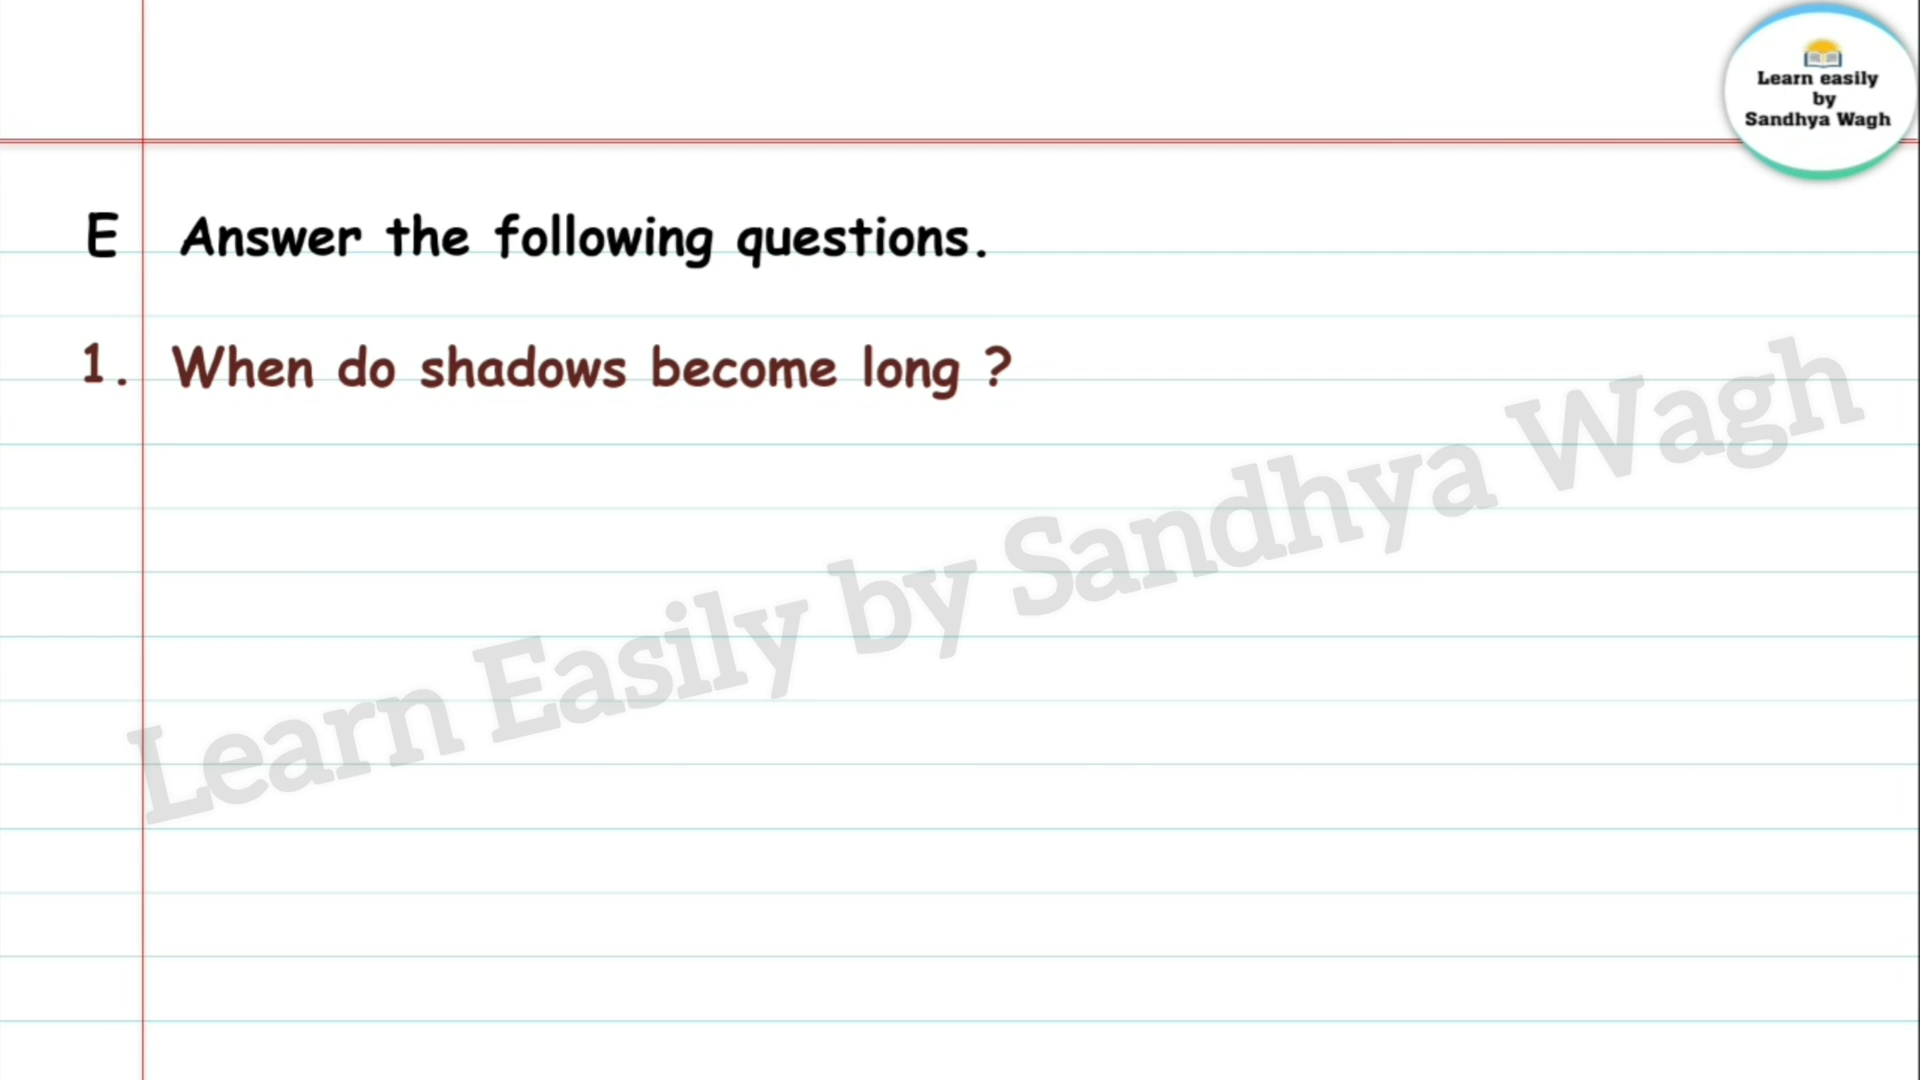 Learn easily
by
Sandhya Wagh
E Answer the following questions.
1. When do shadows become long ?
Learn Easily by Sandhya Wagh